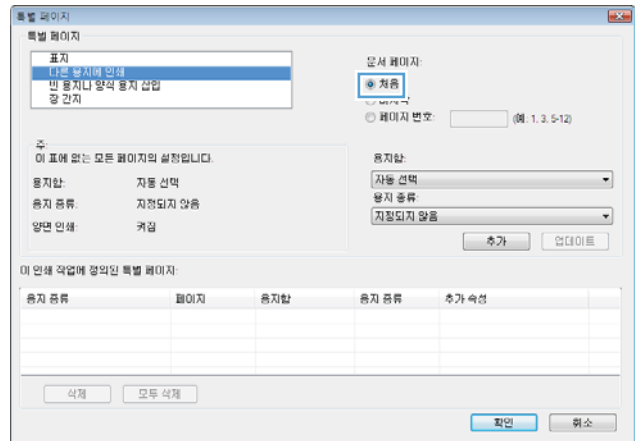 특별 페이지
특별 페이지
표지
다른 용지에 인쇄
빈 용지나 양식 용지 삽입
장 간지
문서 페이지:
처음
마지막
페이지 번호:
(예: 1, 3, 5-12)
주:
이 표에 없는 모든 페이지의 설정입니다.
용지함:
자동 선택
용지 종류:
지정되지 않음
양면 인쇄:
켜짐
용지함:
자동 선택
용지 종류:
지정되지 않음
추가
업데이트
이 인쇄 작업에 정의된 특별 페이지:
용지 종류 페이지 용지함 용지 종류 추가 속성
삭제
모두 삭제
확인
취소